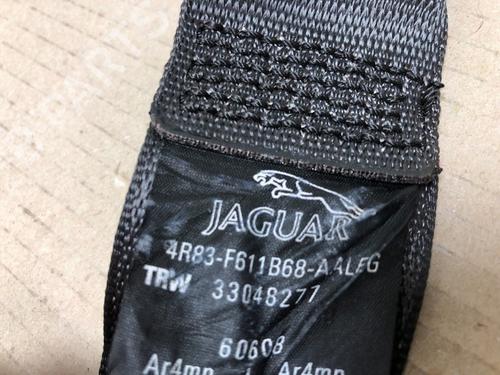 JAGUAR
4R83-F611B68-AALEG
TRW 33048277
60608
Ar4mp Ar4mp